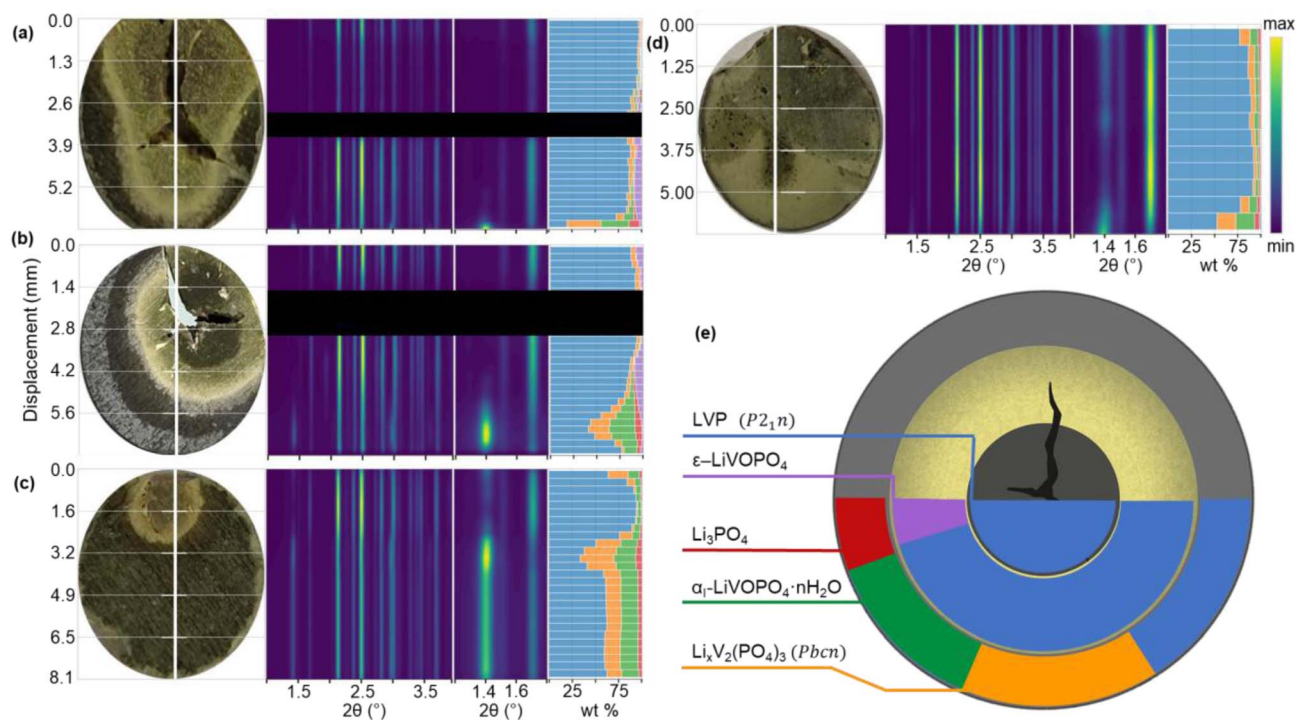 (a)
0.0
1.3
2.6
3.9
5.2
(b)
0.0
1.4
2.8
4.2
5.6
Displacement (mm)
(c)
0.0
1.6
3.2
4.9
6.5
8.1
1.5 2.5 3.5
2θ (°)
1.4 1.6
2θ (°)
25 75
wt %
(d)
0.00
1.25
2.50
3.75
5.00
1.5 2.5 3.5
2θ (°)
1.4 1.6
2θ (°)
25 75
wt %
max
min
(e)
LVP (P2₁n)
ε–LiVOPO₄
Li₃PO₄
αI-LiVOPO₄·nH₂O
LiₓV₂(PO₄)₃ (Pbcn)